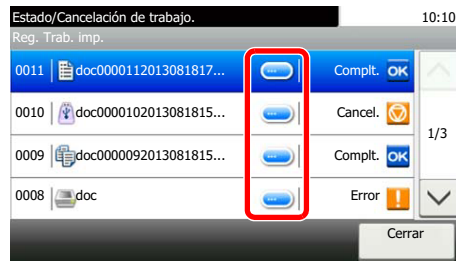 Estado/Cancelación de trabajo. 10:10
Reg. Trab. imp.
0011 doc0000112013081817... ... Complt. OK
0010 doc0000102013081815... ... Cancel.
0009 doc0000092013081815... ... Complt. OK
1/3
0008 doc ... Error !
Cerrar